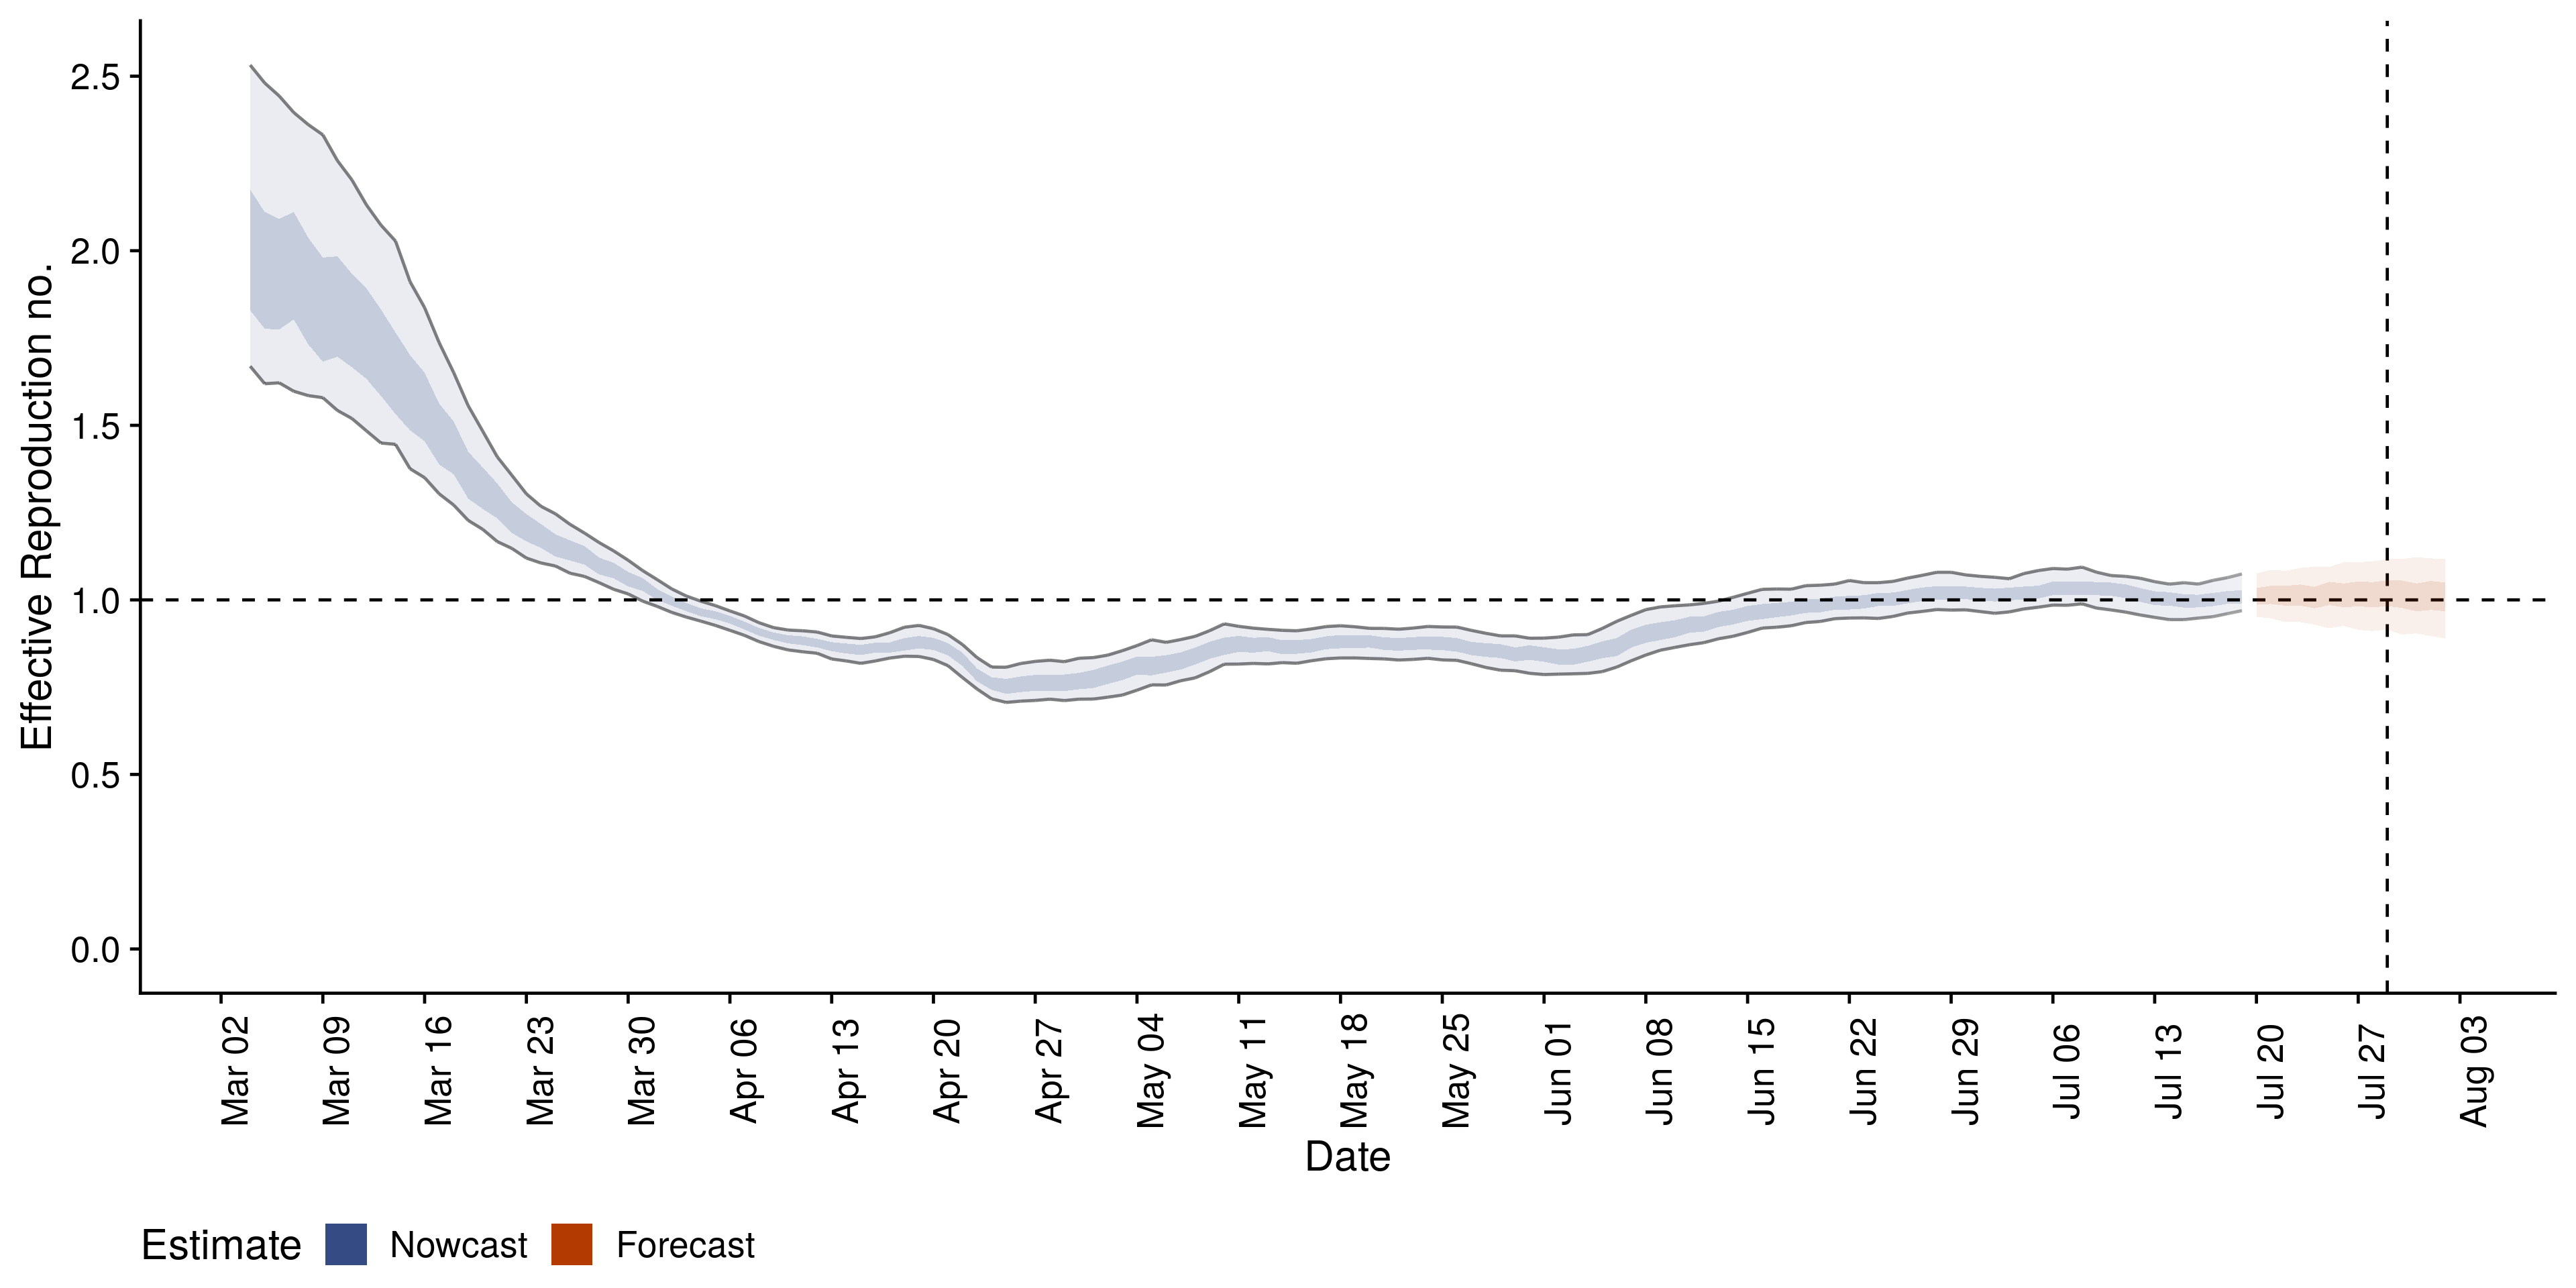 Effective Reproduction no.
2.5
2.0
1.5
1.0
0.5
0.0
Mar 02
Mar 09
Mar 16
Mar 23
Mar 30
Apr 06
Apr 13
Apr 20
Apr 27
May 04
May 11
May 18
May 25
Jun 01
Jun 08
Jun 15
Jun 22
Jun 29
Jul 06
Jul 13
Jul 20
Jul 27
Aug 03
Date
Estimate Nowcast Forecast